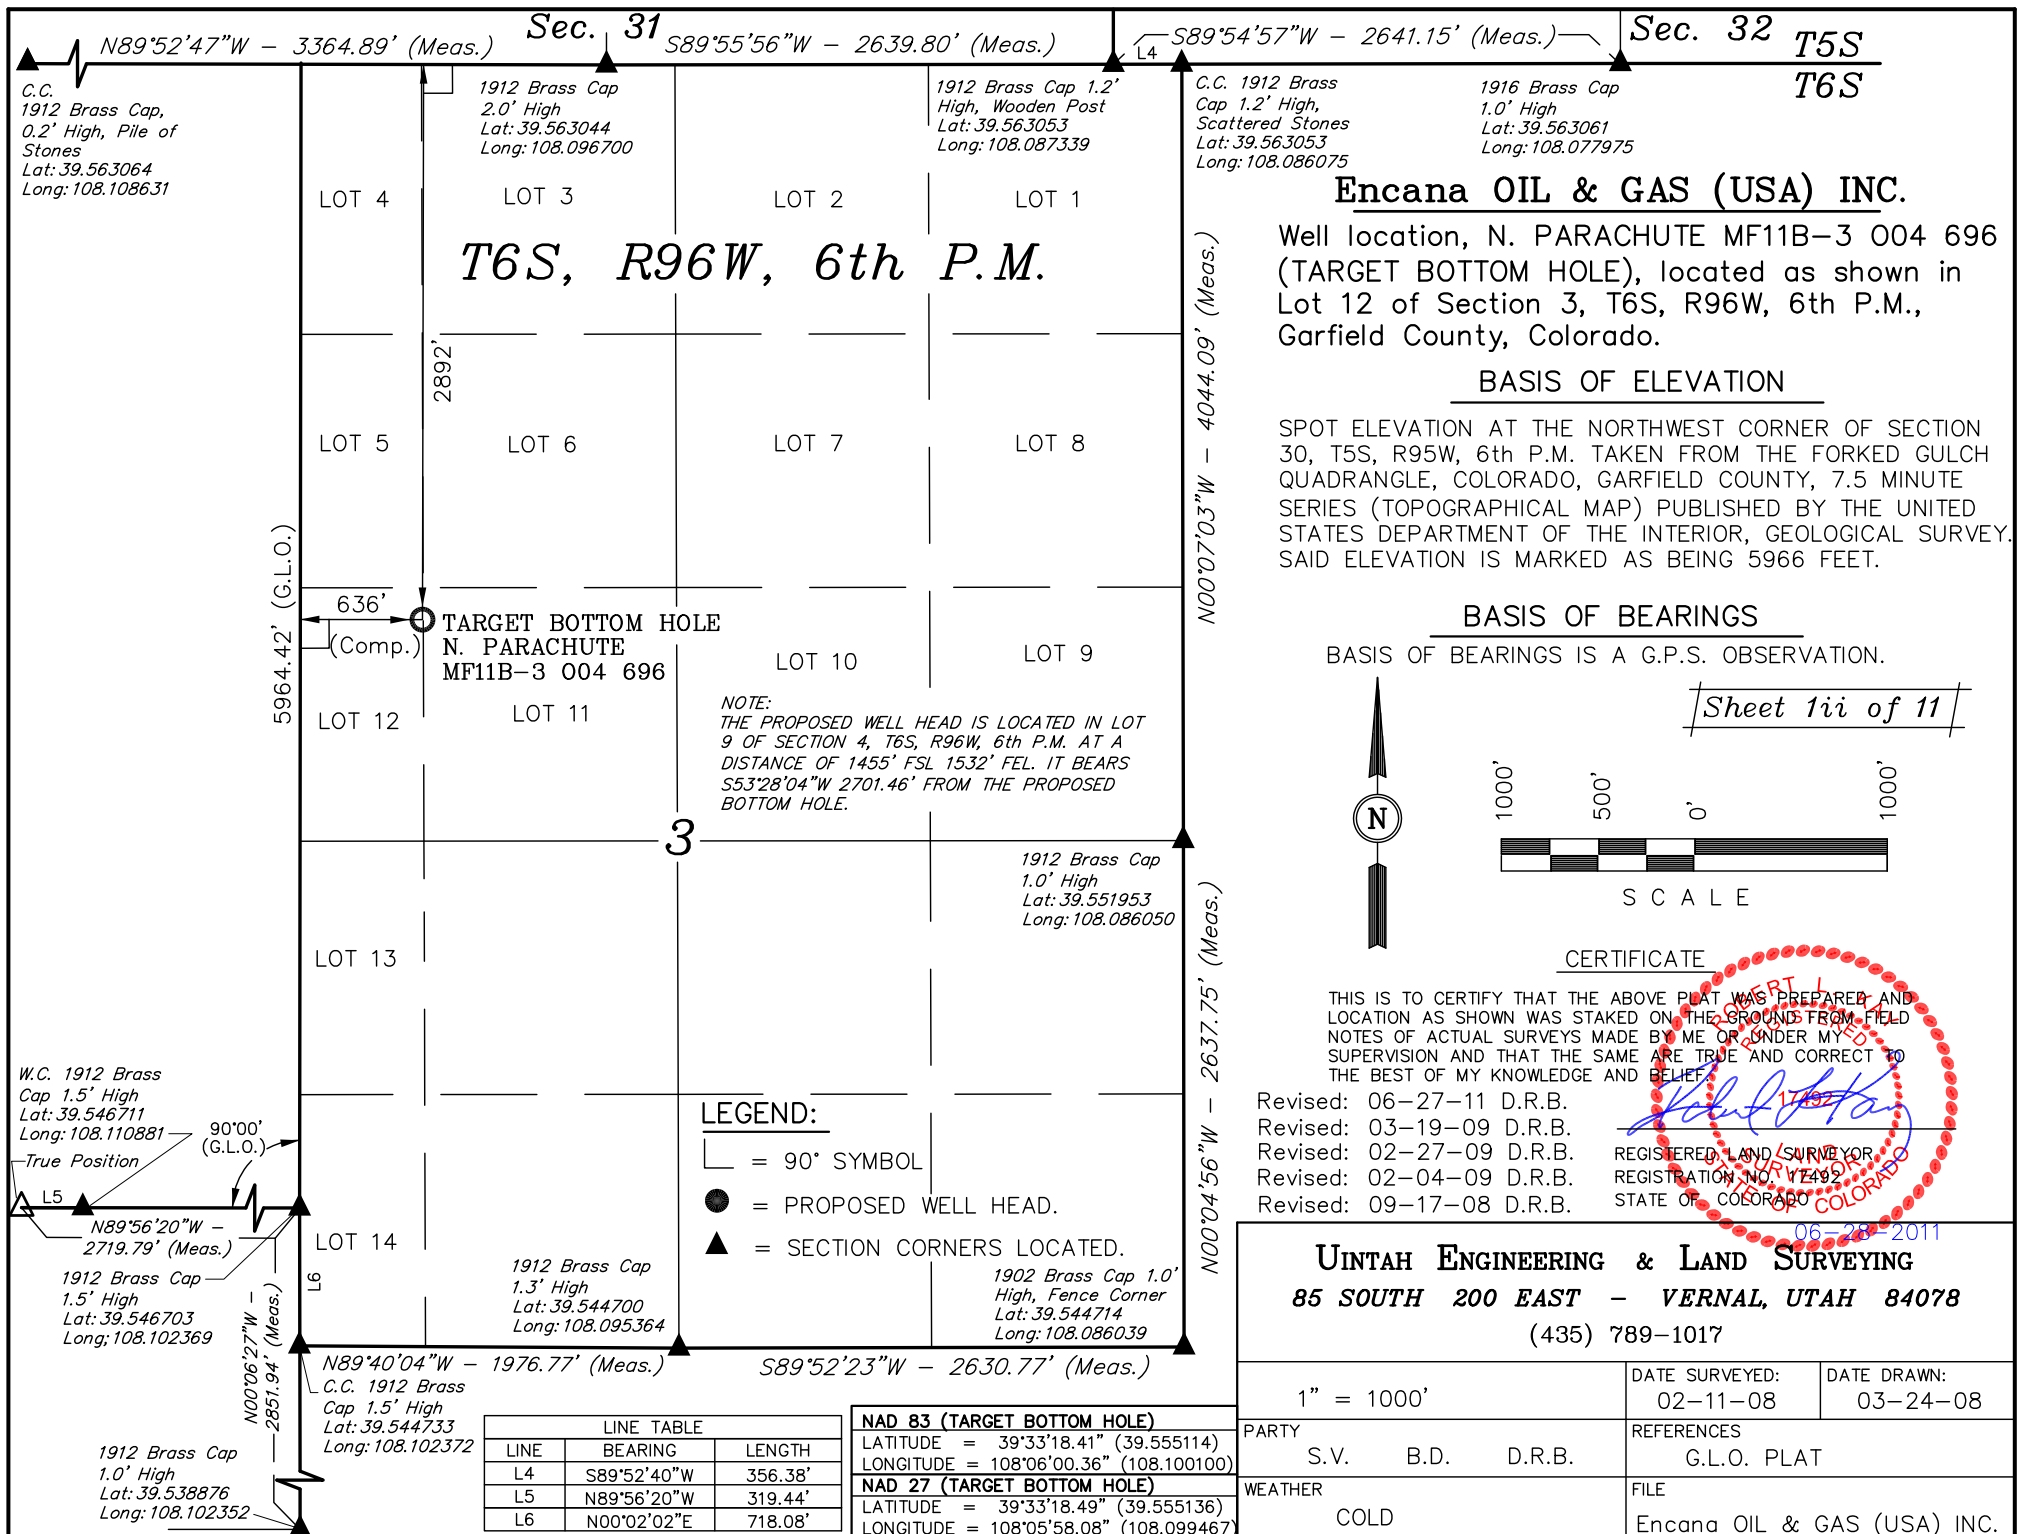 Sec. 31
Sec. 32
T5S
T6S
N89°52'47"W – 3364.89' (Meas.)
S89°55'56"W – 2639.80' (Meas.)
S89°54'57"W – 2641.15' (Meas.)
L4
C.C.
1912 Brass Cap,
0.2' High, Pile of
Stones
Lat: 39.563064
Long: 108.108631
1912 Brass Cap
2.0' High
Lat: 39.563044
Long: 108.096700
1912 Brass Cap 1.2'
High, Wooden Post
Lat: 39.563053
Long: 108.087339
C.C. 1912 Brass
Cap 1.2' High,
Scattered Stones
Lat: 39.563053
Long: 108.086075
1916 Brass Cap
1.0' High
Lat: 39.563061
Long: 108.077975
LOT 4
LOT 3
LOT 2
LOT 1
T6S, R96W, 6th P.M.
2892'
LOT 5
LOT 6
LOT 7
LOT 8
N00°07'03"W – 4044.09' (Meas.)
5964.42' (G.L.O.)
636'
(Comp.)
TARGET BOTTOM HOLE
N. PARACHUTE
MF11B–3 O04 696
LOT 12
LOT 11
LOT 10
LOT 9
NOTE:
THE PROPOSED WELL HEAD IS LOCATED IN LOT
9 OF SECTION 4, T6S, R96W, 6th P.M. AT A
DISTANCE OF 1455' FSL 1532' FEL. IT BEARS
S53°28'04"W 2701.46' FROM THE PROPOSED
BOTTOM HOLE.
3
1912 Brass Cap
1.0' High
Lat: 39.551953
Long: 108.086050
LOT 13
N00°04'56"W – 2637.75' (Meas.)
W.C. 1912 Brass
Cap 1.5' High
Lat: 39.546711
Long: 108.110881
True Position
90°00'
(G.L.O.)
L5
N89°56'20"W –
2719.79' (Meas.)
1912 Brass Cap
1.5' High
Lat: 39.546703
Long; 108.102369
LEGEND:
= 90° SYMBOL
= PROPOSED WELL HEAD.
= SECTION CORNERS LOCATED.
LOT 14
L6
1912 Brass Cap
1.3' High
Lat: 39.544700
Long: 108.095364
1902 Brass Cap 1.0'
High, Fence Corner
Lat: 39.544714
Long: 108.086039
N00°06'27"W –
2851.94' (Meas.)
N89°40'04"W – 1976.77' (Meas.)
S89°52'23"W – 2630.77' (Meas.)
C.C. 1912 Brass
Cap 1.5' High
Lat: 39.544733
Long: 108.102372
1912 Brass Cap
1.0' High
Lat: 39.538876
Long: 108.102352
LINE TABLE
LINE BEARING LENGTH
L4 S89°52'40"W 356.38'
L5 N89°56'20"W 319.44'
L6 N00°02'02"E 718.08'
NAD 83 (TARGET BOTTOM HOLE)
LATITUDE = 39°33'18.41" (39.555114)
LONGITUDE = 108°06'00.36" (108.100100)
NAD 27 (TARGET BOTTOM HOLE)
LATITUDE = 39°33'18.49" (39.555136)
LONGITUDE = 108°05'58.08" (108.099467)
Encana OIL & GAS (USA) INC.
Well location, N. PARACHUTE MF11B–3 O04 696
(TARGET BOTTOM HOLE), located as shown in
Lot 12 of Section 3, T6S, R96W, 6th P.M.,
Garfield County, Colorado.
BASIS OF ELEVATION
SPOT ELEVATION AT THE NORTHWEST CORNER OF SECTION
30, T5S, R95W, 6th P.M. TAKEN FROM THE FORKED GULCH
QUADRANGLE, COLORADO, GARFIELD COUNTY, 7.5 MINUTE
SERIES (TOPOGRAPHICAL MAP) PUBLISHED BY THE UNITED
STATES DEPARTMENT OF THE INTERIOR, GEOLOGICAL SURVEY.
SAID ELEVATION IS MARKED AS BEING 5966 FEET.
BASIS OF BEARINGS
BASIS OF BEARINGS IS A G.P.S. OBSERVATION.
Sheet 1ii of 11
N
1000' 500' 0' 1000'
SCALE
CERTIFICATE
THIS IS TO CERTIFY THAT THE ABOVE PLAT WAS PREPARED AND
LOCATION AS SHOWN WAS STAKED ON THE GROUND FROM FIELD
NOTES OF ACTUAL SURVEYS MADE BY ME OR UNDER MY
SUPERVISION AND THAT THE SAME ARE TRUE AND CORRECT TO
THE BEST OF MY KNOWLEDGE AND BELIEF.
Revised: 06–27–11 D.R.B.
Revised: 03–19–09 D.R.B.
Revised: 02–27–09 D.R.B.
Revised: 02–04–09 D.R.B.
Revised: 09–17–08 D.R.B.
ROBERT L. KAY
REGISTERED
17492
LAND
SURVEYOR
STATE OF COLORADO
Robert L Kay
REGISTERED LAND SURVEYOR
REGISTRATION NO. 17492
STATE OF COLORADO
06–28–2011
UINTAH ENGINEERING & LAND SURVEYING
85 SOUTH 200 EAST – VERNAL, UTAH 84078
(435) 789–1017
1" = 1000'
DATE SURVEYED:
02–11–08
DATE DRAWN:
03–24–08
PARTY
S.V. B.D. D.R.B.
REFERENCES
G.L.O. PLAT
WEATHER
COLD
FILE
Encana OIL & GAS (USA) INC.